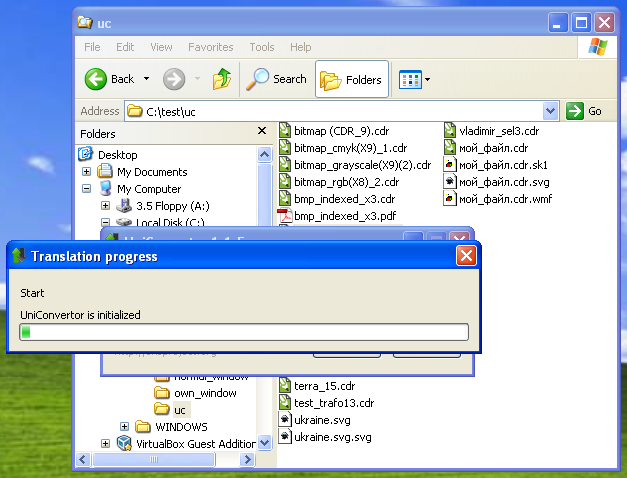 uc
File Edit View Favorites Tools Help
Back Search Folders
Address C:\test\uc Go
Folders
Desktop
My Documents
My Computer
3.5 Floppy (A:)
Local Disk (C:)
bitmap (CDR_9).cdr
bitmap_cmyk(X9)_1.cdr
bitmap_grayscale(X9)(2).cdr
bitmap_rgb(X8)_2.cdr
bmp_indexed_x3.cdr
bmp_indexed_x3.pdf
vladimir_sel3.cdr
мой_файл.cdr
мой_файл.cdr.sk1
мой_файл.cdr.svg
мой_файл.cdr.wmf
Translation progress
Start
UniConvertor is initialized
normal_window
own_window
uc
WINDOWS
VirtualBox Guest Addition
terra_15.cdr
test_trafo13.cdr
ukraine.svg
ukraine.svg.svg